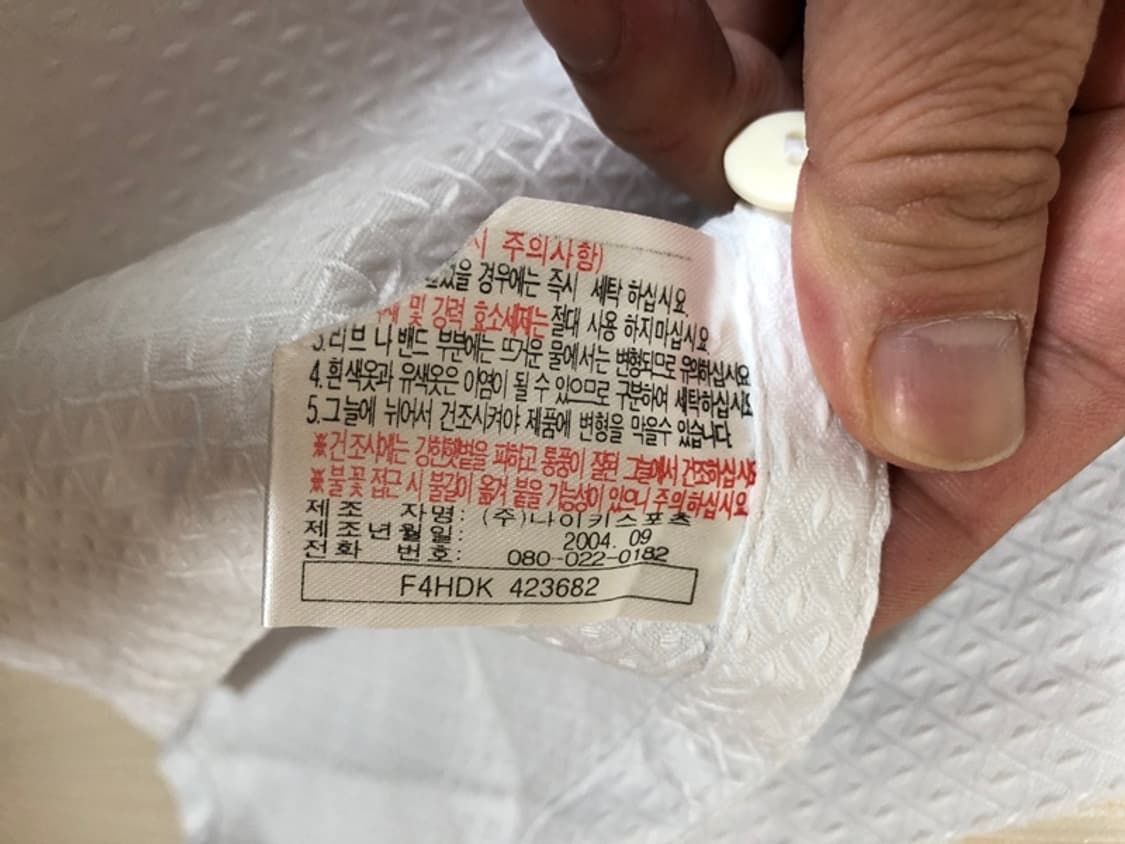 주의사항)
경우에는 즉시 세탁 하십시요.
및 강력 효소세제는 절대 사용 하지마십시요.
3.리브 나 밴드 부분에는 뜨거운 물에서는 변형되므로 유의하십시요
4.흰색옷과 유색옷은 이염이 될 수 있으므로 구분하여 세탁하십시요
5.그늘에 뉘어서 건조시켜야 제품에 변형을 막을수 있습니다.
※건조시에는 강한햇볕을 피하고 통풍이 잘된 그늘에서 건조하십시요
※불꽃 접근 시 불길이 옮겨 붙을 가능성이 있으니 주의하십시요
제조 자명: (주)나이키스포츠
제조년월일: 2004. 09
전화 번호: 080-022-0182
F4HDK 423682